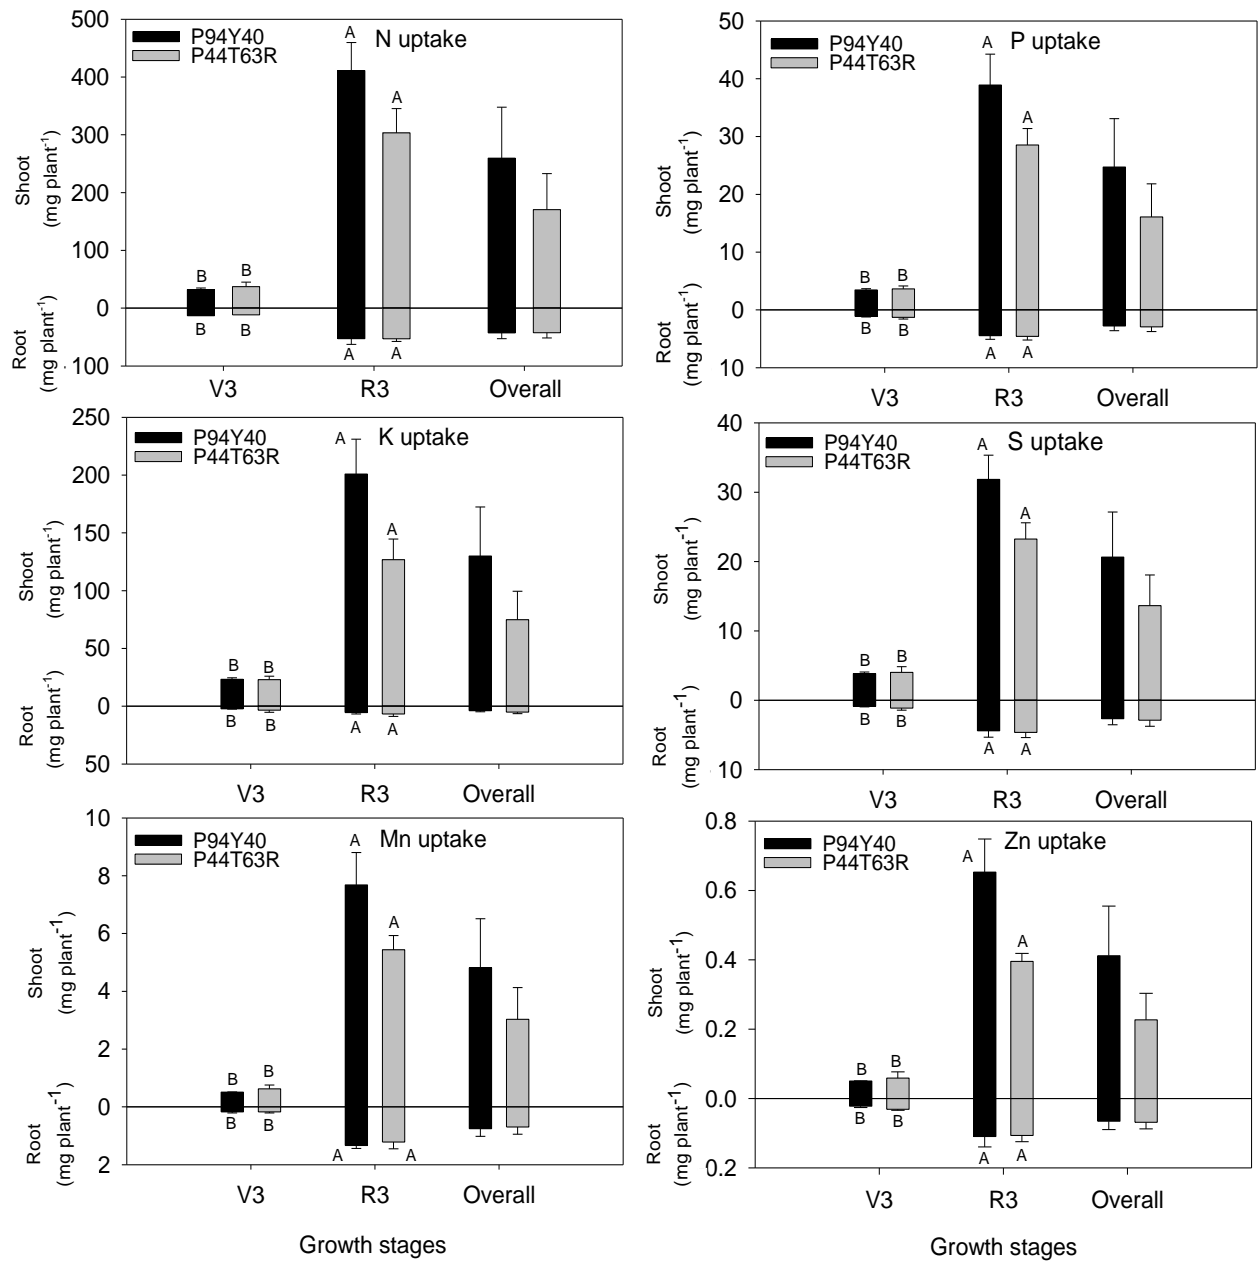 N uptake
P94Y40
P44T63R
500
400
300
200
100
0
100
Shoot
(mg plant-1)
Root
(mg plant-1)
A
A
B
B
B
B
A
A
V3
R3
Overall
P uptake
P94Y40
P44T63R
50
40
30
20
10
0
10
Shoot
(mg plant-1)
Root
(mg plant-1)
A
A
B
B
B
B
A
A
V3
R3
Overall
K uptake
P94Y40
P44T63R
250
200
150
100
50
0
50
Shoot
(mg plant-1)
Root
(mg plant-1)
A
A
B
B
B
B
A
A
V3
R3
Overall
S uptake
P94Y40
P44T63R
40
30
20
10
0
10
Shoot
(mg plant-1)
Root
(mg plant-1)
A
A
B
B
B
B
A
A
V3
R3
Overall
Mn uptake
P94Y40
P44T63R
10
8
6
4
2
0
2
Shoot
(mg plant-1)
Root
(mg plant-1)
A
A
B
B
B
B
A
A
V3
R3
Overall
Growth stages
Zn uptake
P94Y40
P44T63R
0.8
0.6
0.4
0.2
0.0
0.2
Shoot
(mg plant-1)
Root
(mg plant-1)
A
A
B
B
B
B
A
A
V3
R3
Overall
Growth stages